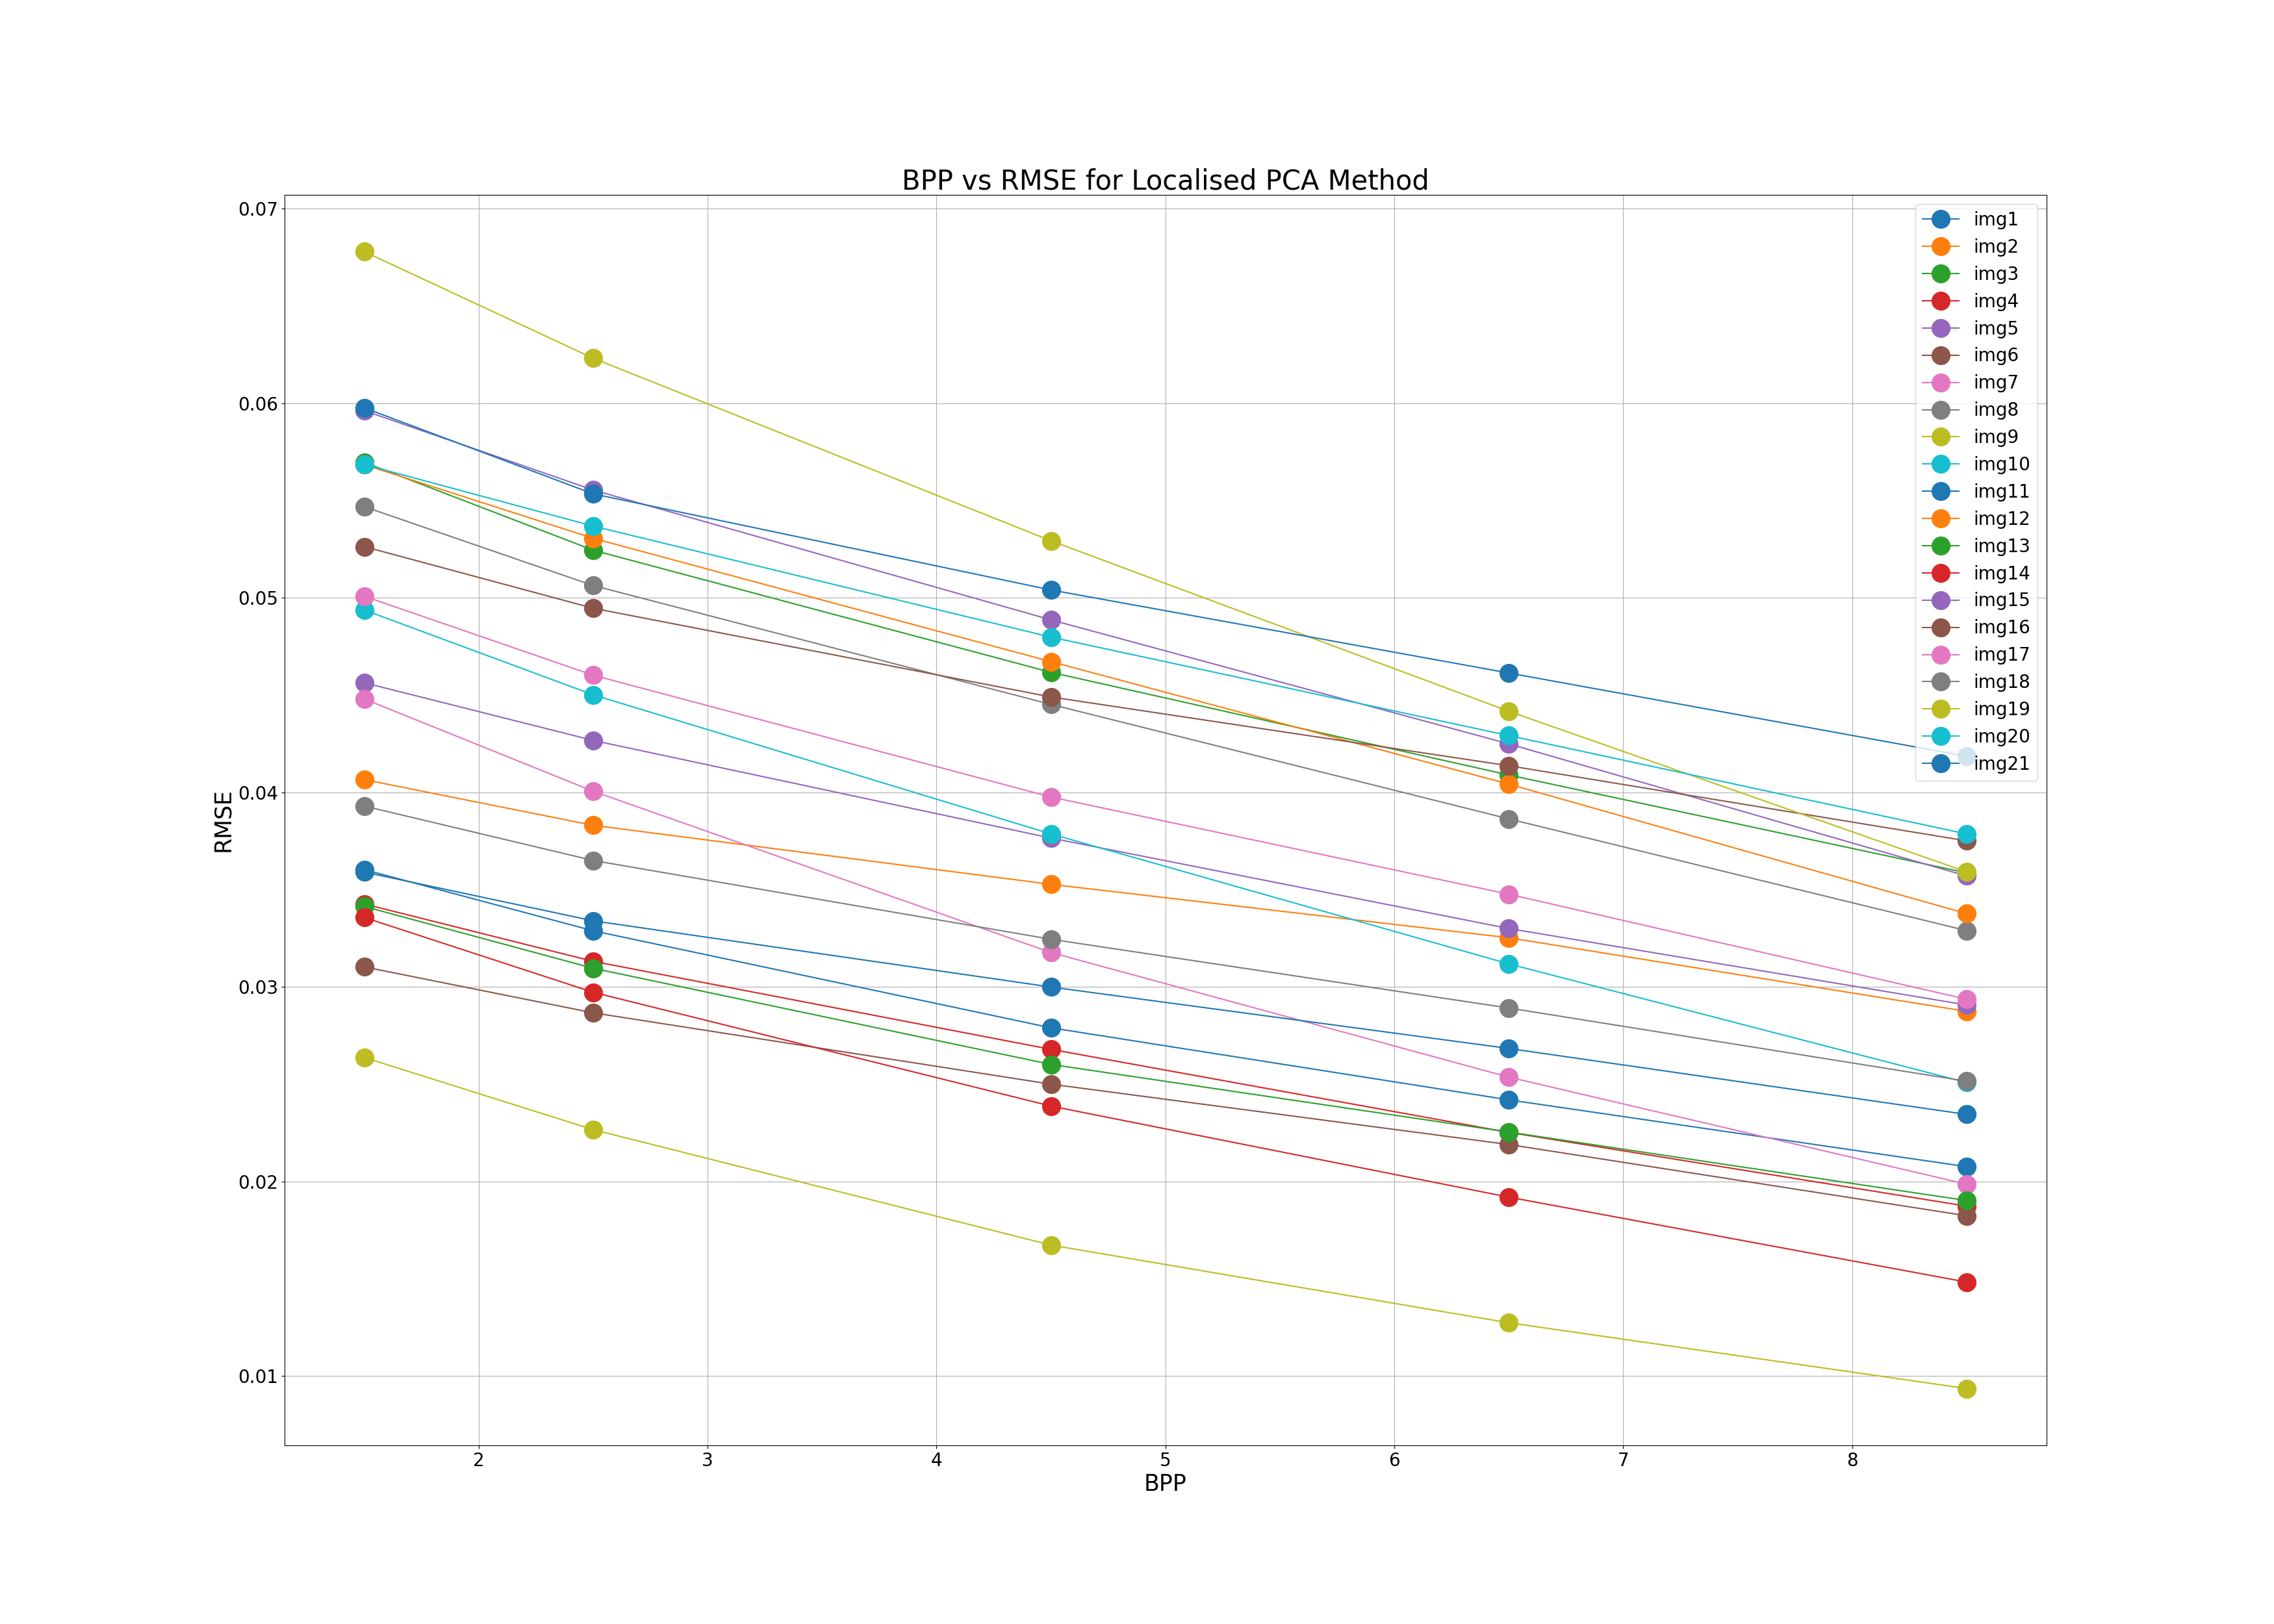 BPP vs RMSE for Localised PCA Method
0.07
0.06
0.05
0.04
0.03
0.02
0.01
RMSE
2 3 4 5 6 7 8
BPP
img1
img2
img3
img4
img5
img6
img7
img8
img9
img10
img11
img12
img13
img14
img15
img16
img17
img18
img19
img20
img21